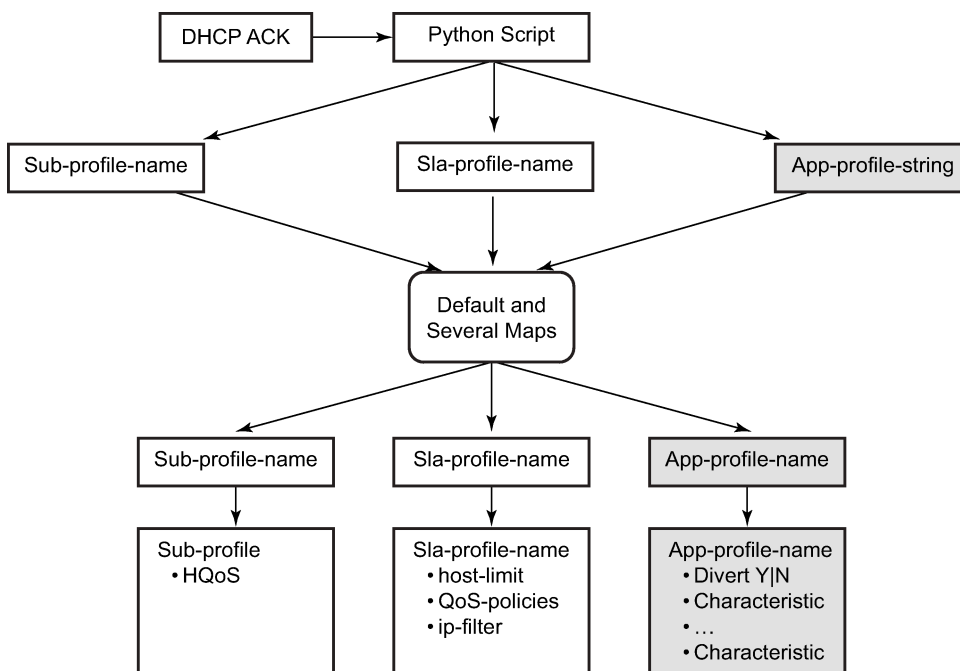 DHCP ACK
Python Script
Sub-profile-name
Sla-profile-name
App-profile-string
Default and
Several Maps
Sub-profile-name
Sla-profile-name
App-profile-name
Sub-profile
• HQoS
Sla-profile-name
• host-limit
• QoS-policies
• ip-filter
App-profile-name
• Divert Y|N
• Characteristic
• ...
• Characteristic